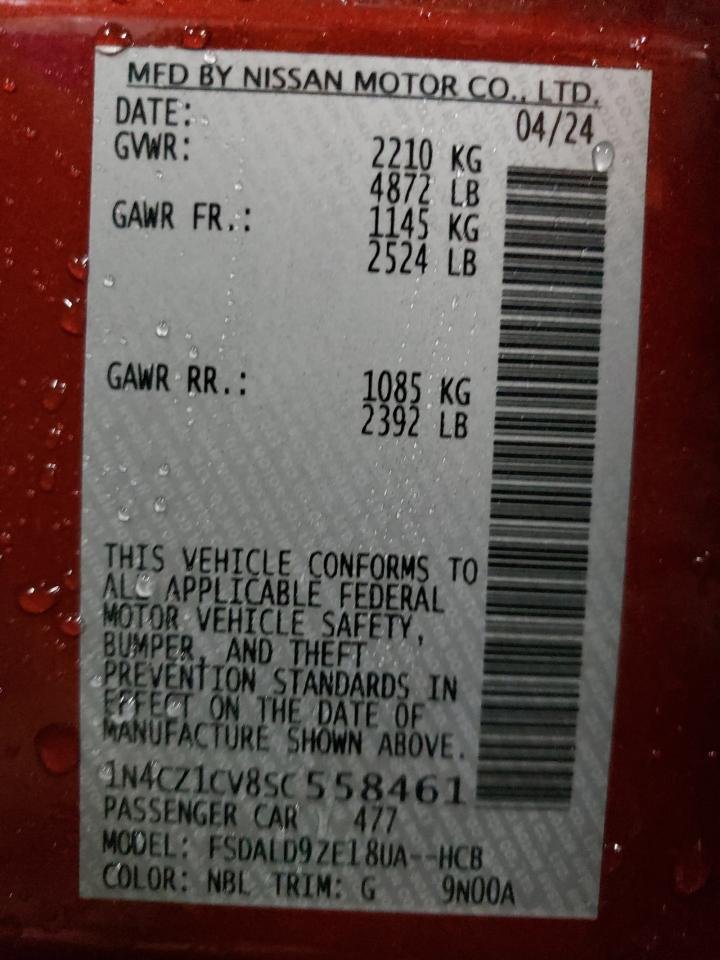 MFD BY NISSAN MOTOR CO., LTD.
DATE: 04/24
GVWR: 2210 KG
4872 LB
GAWR FR.: 1145 KG
2524 LB
GAWR RR.: 1085 KG
2392 LB
THIS VEHICLE CONFORMS TO
ALL APPLICABLE FEDERAL
MOTOR VEHICLE SAFETY,
BUMPER, AND THEFT
PREVENTION STANDARDS IN
EFFECT ON THE DATE OF
MANUFACTURE SHOWN ABOVE.
1N4CZ1CV8SC558461
PASSENGER CAR 477
MODEL: FSDALD9ZE18UA--HCB
COLOR: NBL TRIM: G 9N00A